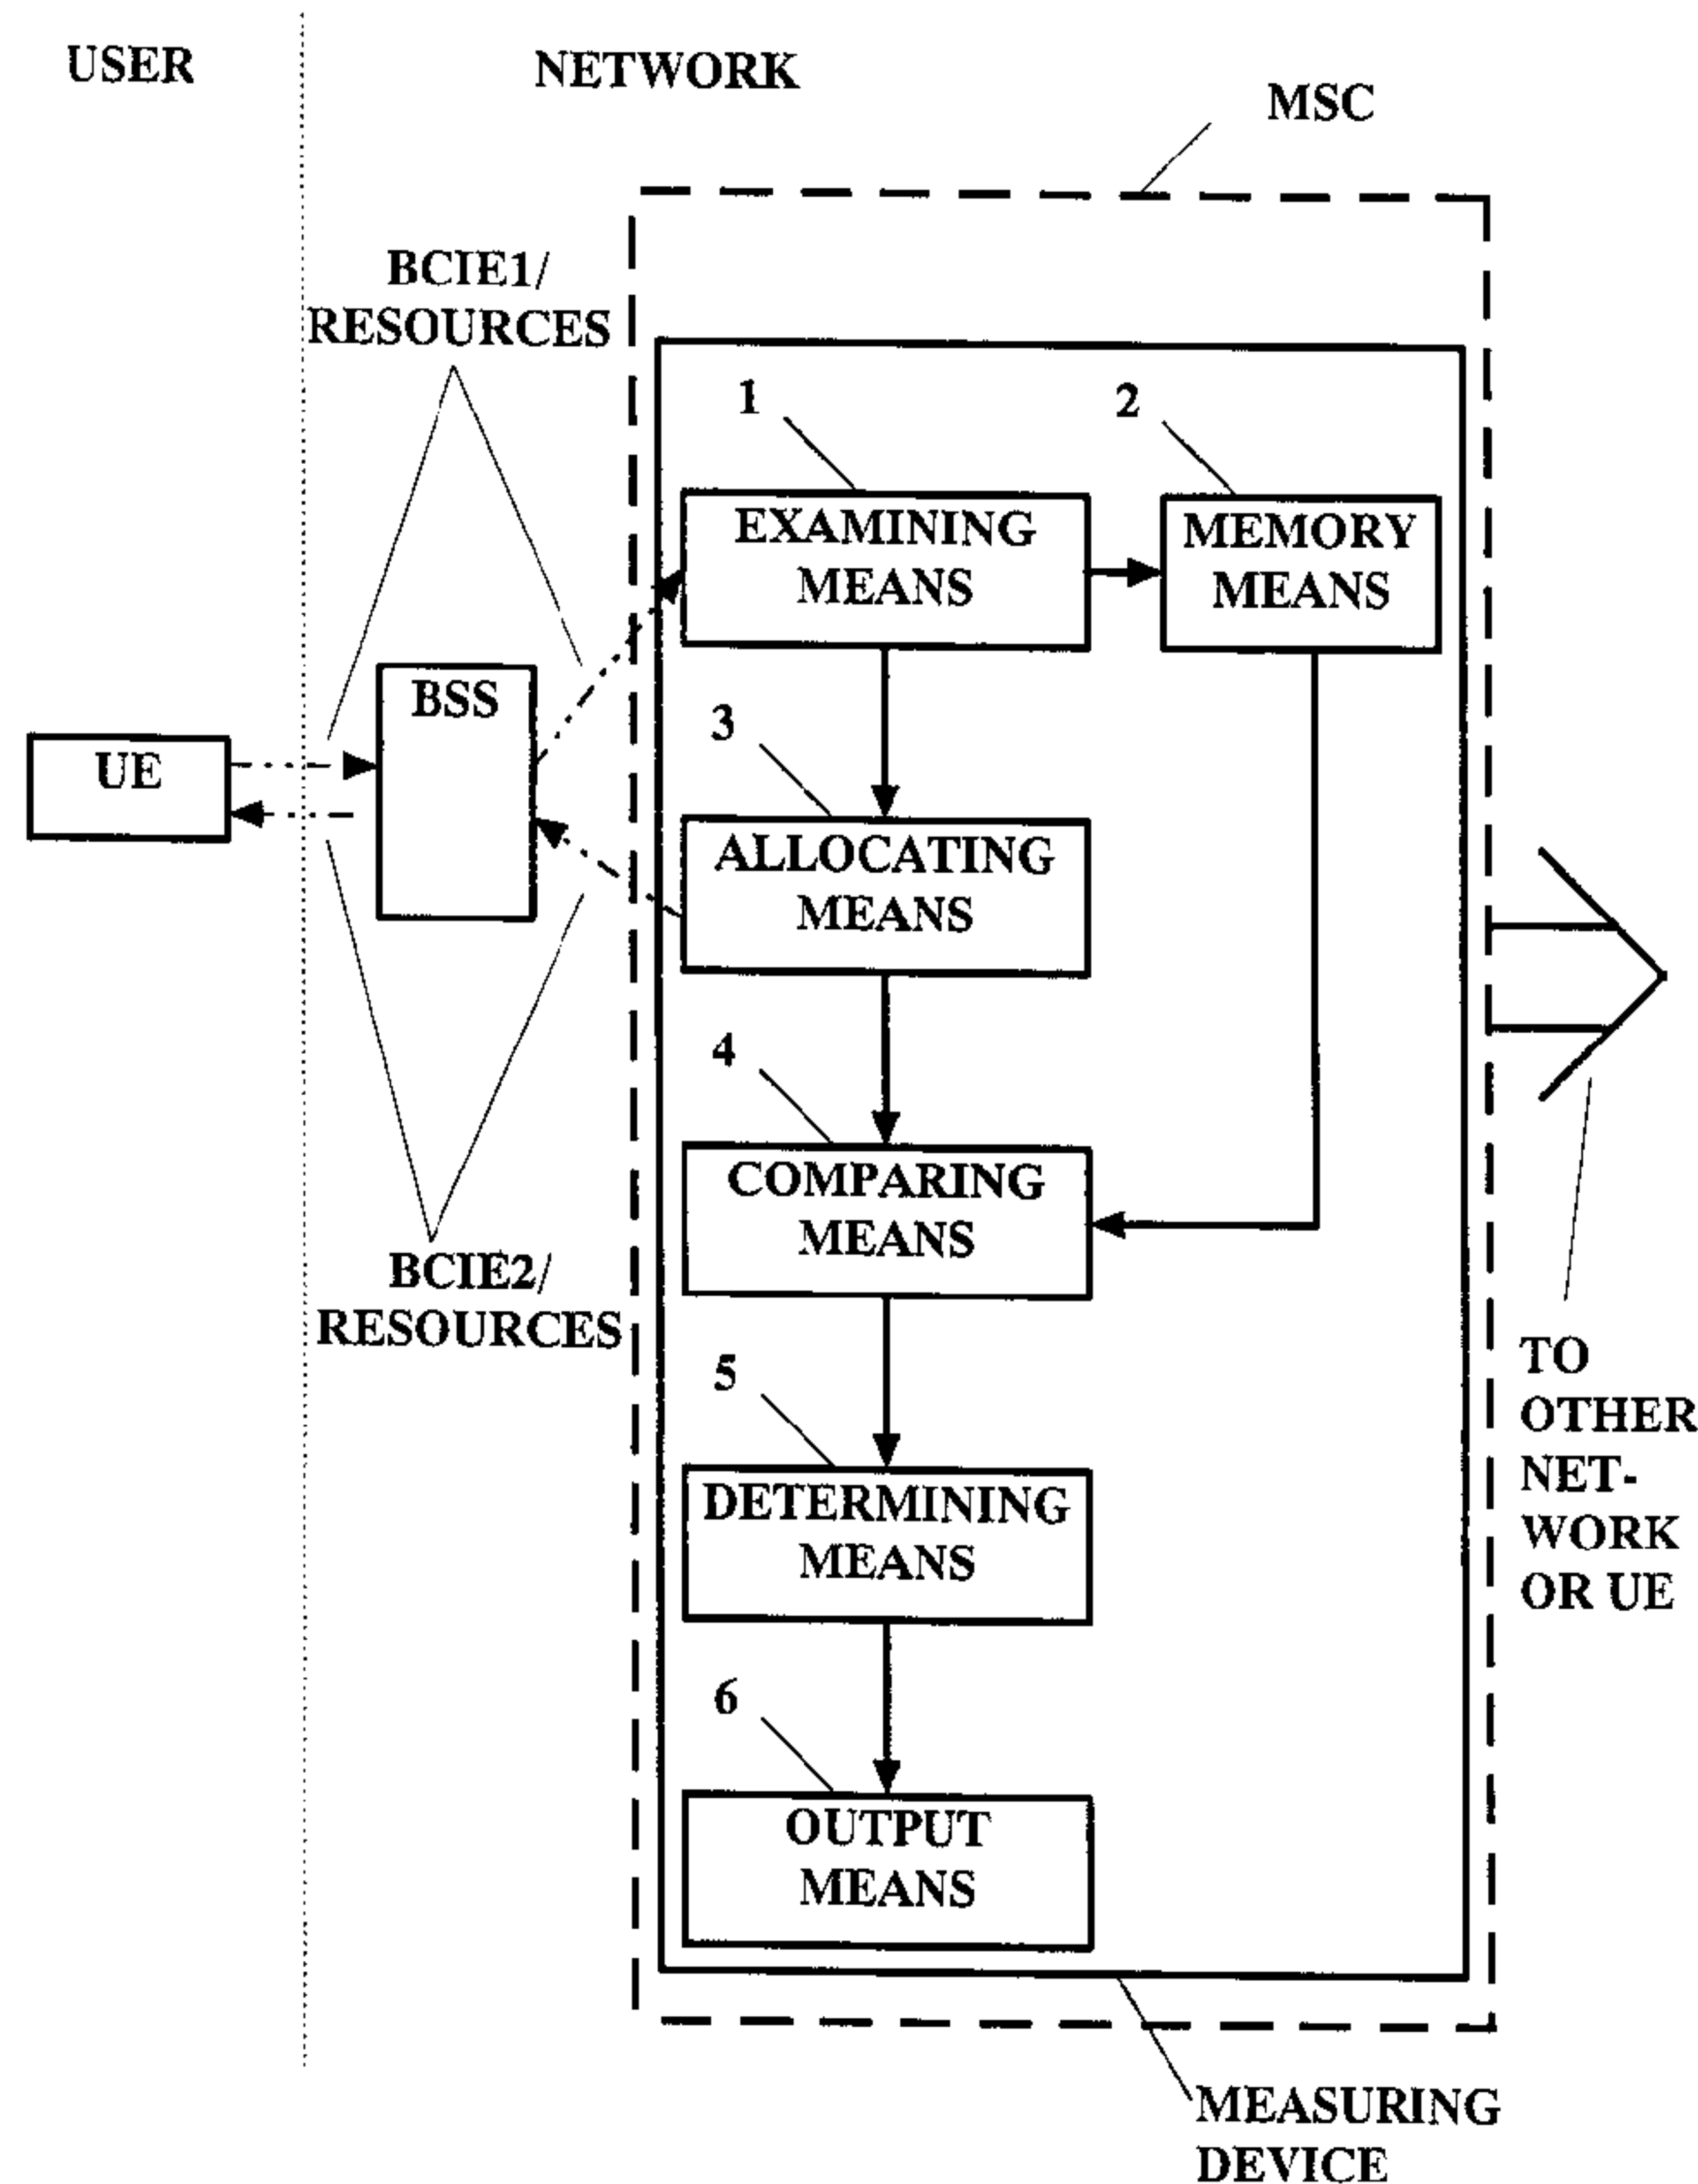 USER
NETWORK
MSC
BCIE1/
RESOURCES
1
2
EXAMINING
MEANS
MEMORY
MEANS
BSS
UE
3
ALLOCATING
MEANS
4
COMPARING
MEANS
BCIE2/
RESOURCES
5
DETERMINING
MEANS
TO
OTHER
NET-
WORK
OR UE
6
OUTPUT
MEANS
MEASURING
DEVICE